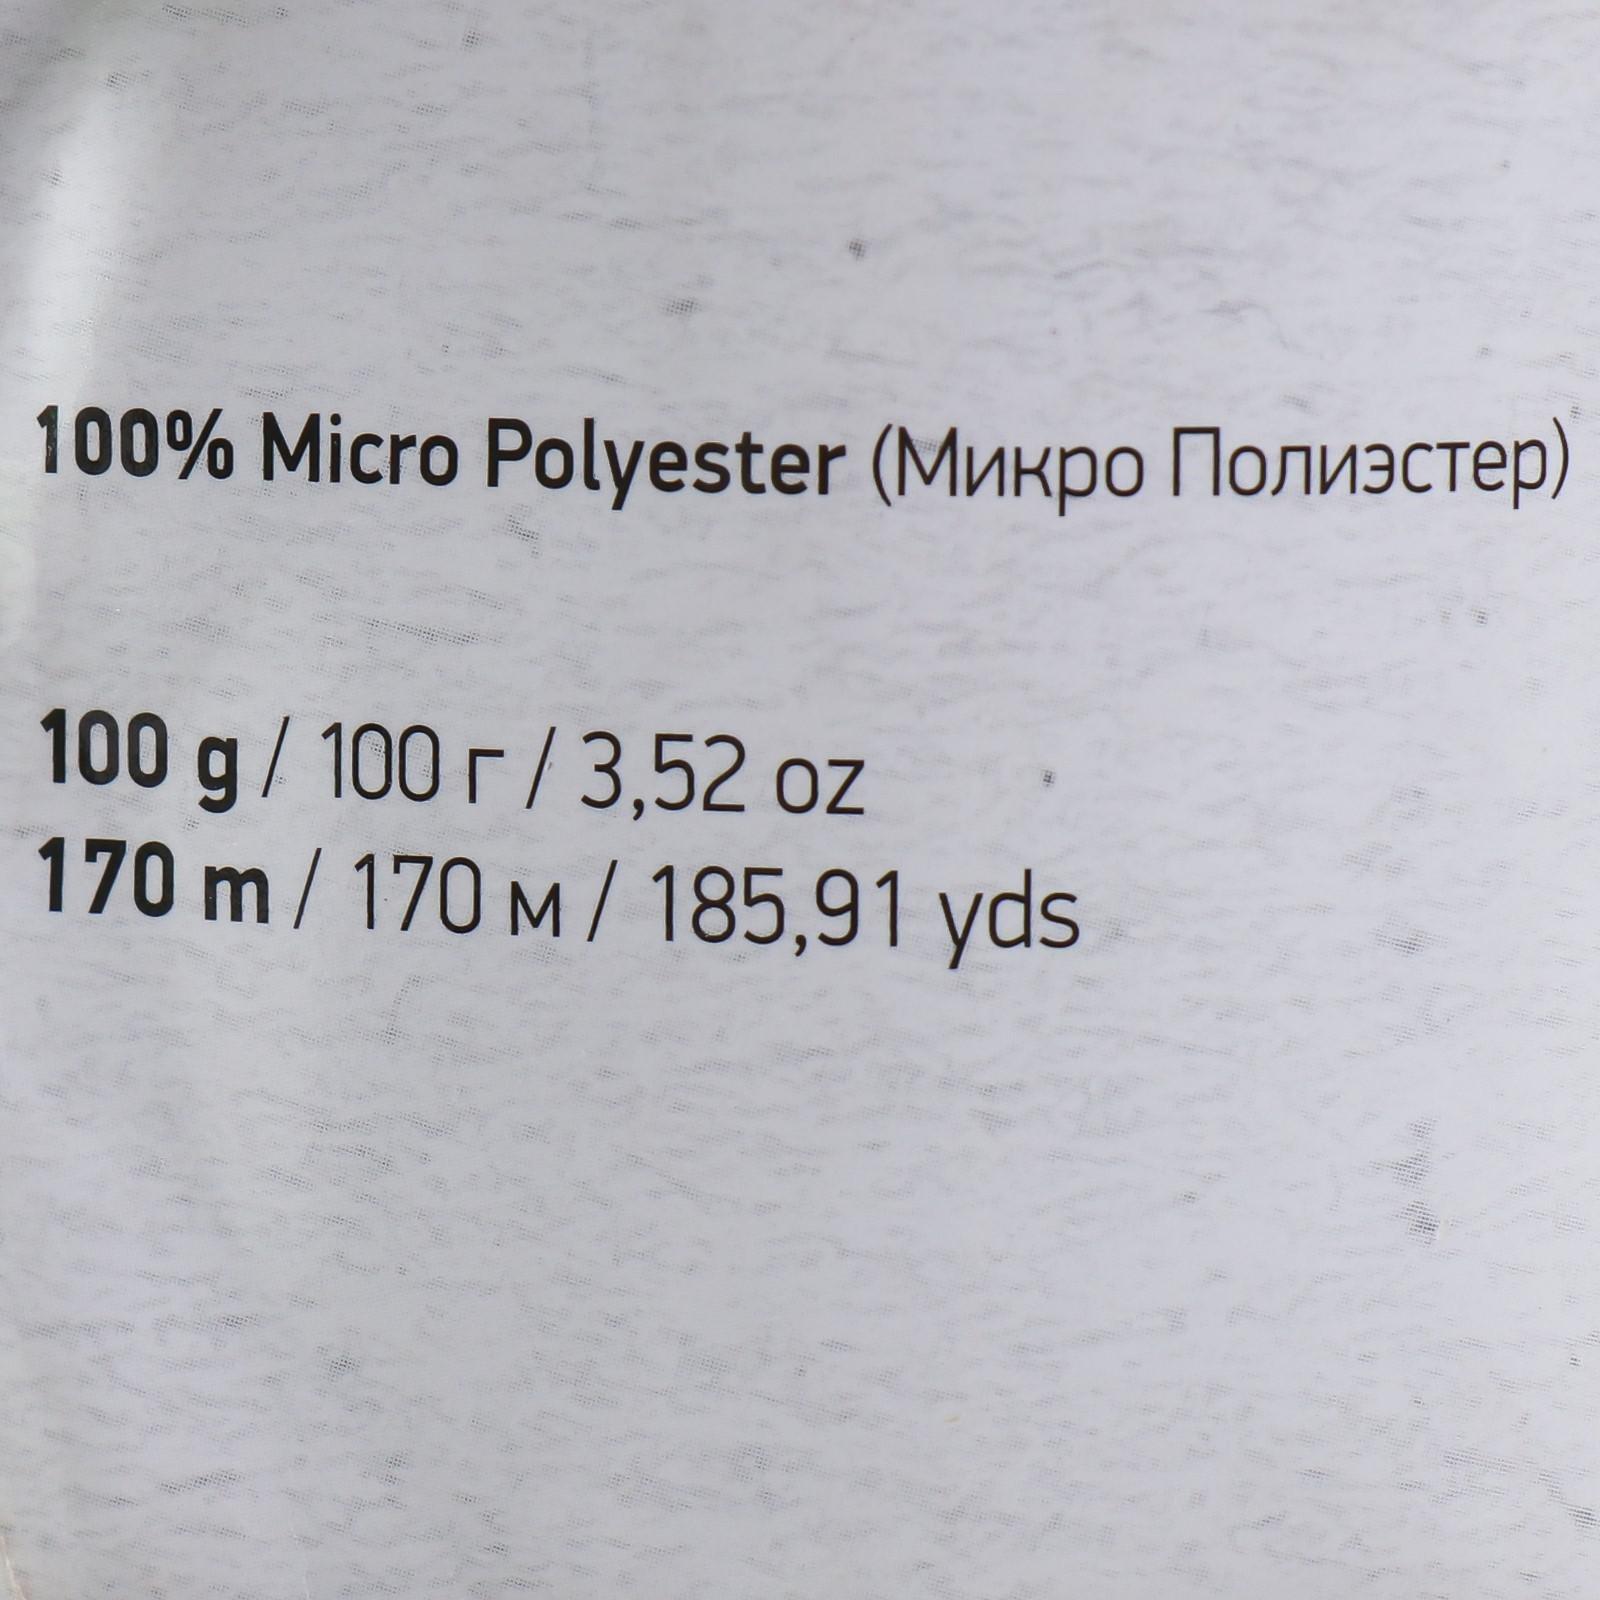 100% Micro Polyester (Микро Полиэстер)
100 g / 100 г / 3,52 oz
170 m / 170 м / 185,91 yds